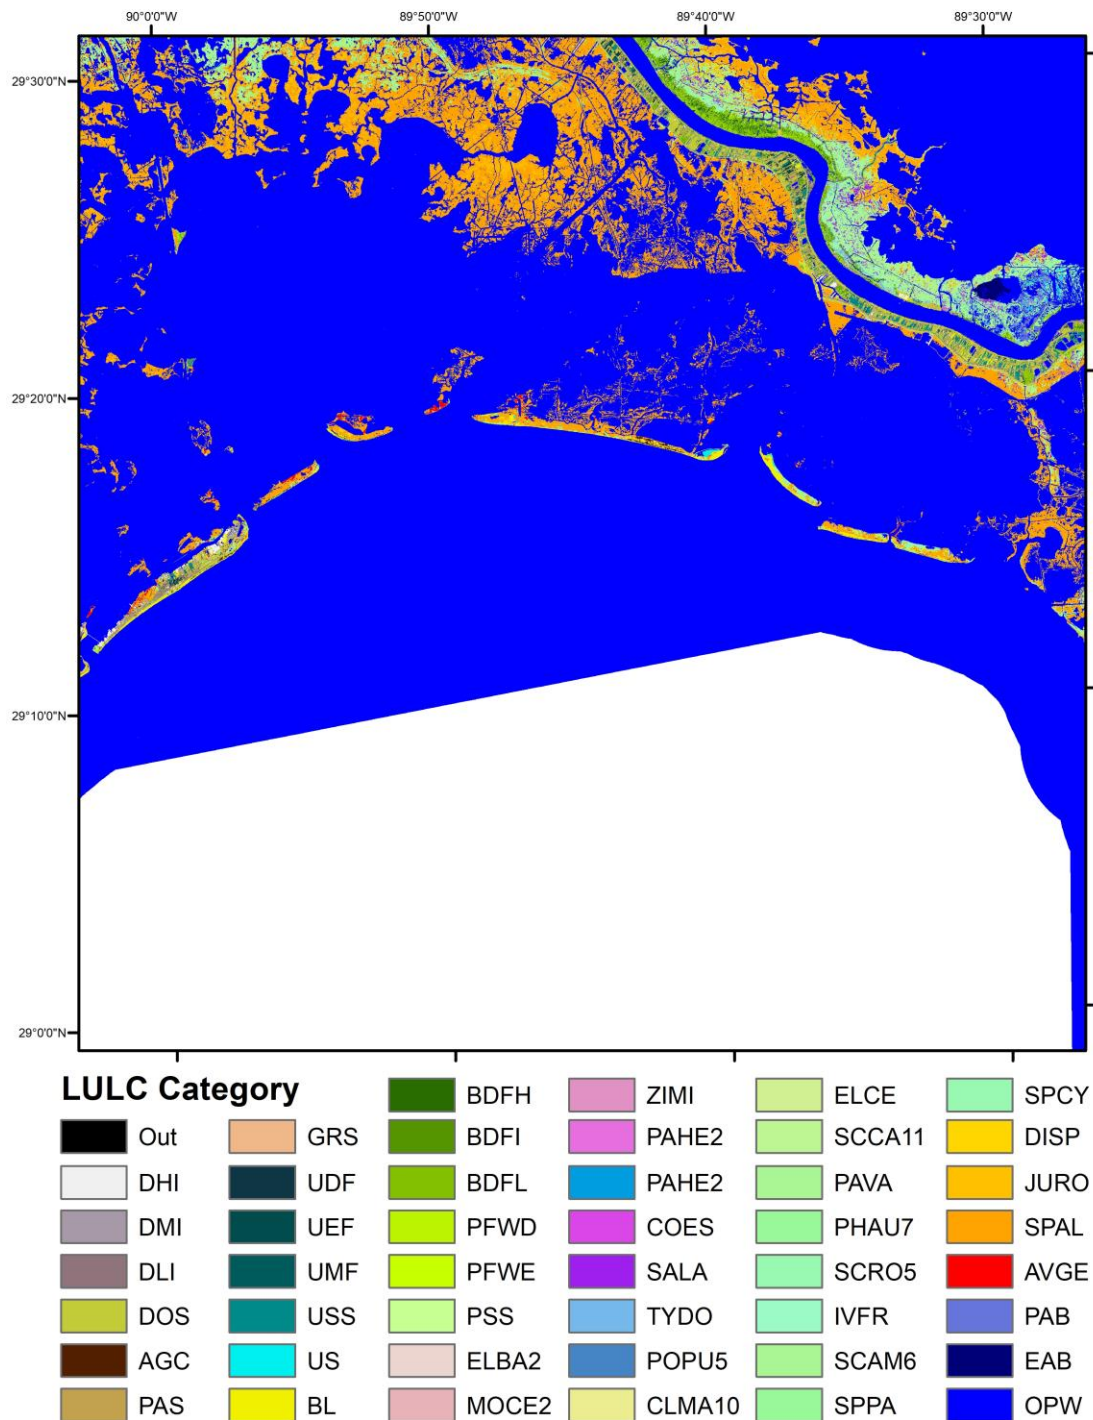 90°0'0"W 89°50'0"W 89°40'0"W 89°30'0"W
29°30'0"N
29°20'0"N
29°10'0"N
29°0'0"N
LULC Category
Out
DHI
DMI
DLI
DOS
AGC
PAS
GRS
UDF
UEF
UMF
USS
US
BL
BDFH
BDFI
BDFL
PFWD
PFWE
PSS
ELBA2
MOCE2
ZIMI
PAHE2
PAHE2
COES
SALA
TYDO
POPU5
CLMA10
ELCE
SCCA11
PAVA
PHAU7
SCRO5
IVFR
SCAM6
SPPA
SPCY
DISP
JURO
SPAL
AVGE
PAB
EAB
OPW